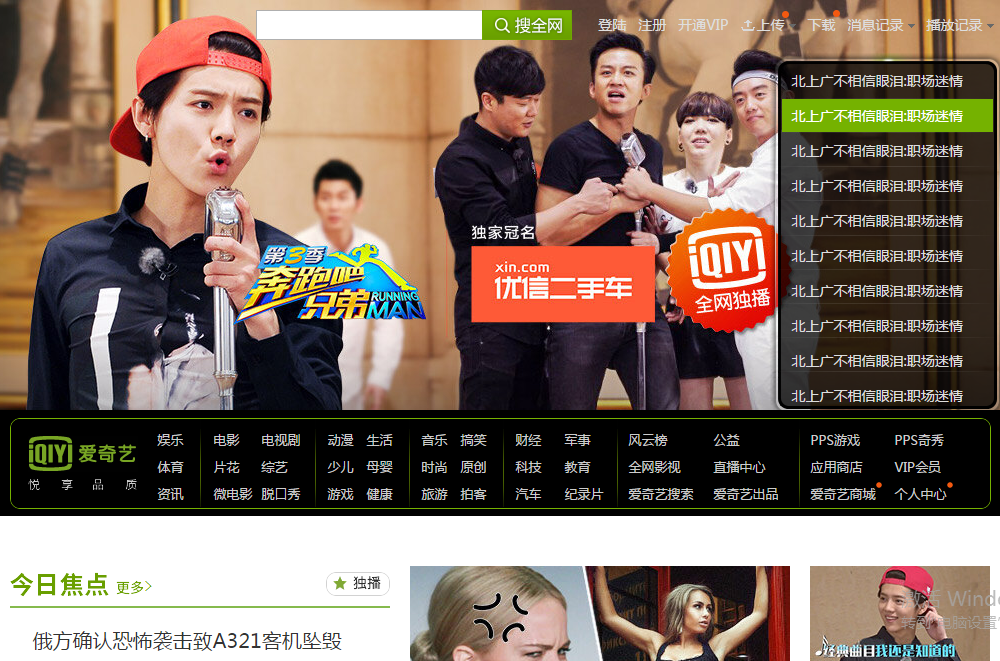 搜全网
登陆 注册 开通VIP 上传 下载 消息记录 播放记录
北上广不相信眼泪:职场迷情
北上广不相信眼泪:职场迷情
北上广不相信眼泪:职场迷情
北上广不相信眼泪:职场迷情
北上广不相信眼泪:职场迷情
北上广不相信眼泪:职场迷情
北上广不相信眼泪:职场迷情
北上广不相信眼泪:职场迷情
北上广不相信眼泪:职场迷情
北上广不相信眼泪:职场迷情
第3季
奔跑吧
兄弟
RUNNING
MAN
独家冠名
xin.com
优信二手车
iQIYI
全网独播
iQIYI 爱奇艺
悦 享 品 质
娱乐 电影 电视剧 动漫 生活 音乐 搞笑 财经 军事 风云榜 公益 PPS游戏 PPS奇秀
体育 片花 综艺 少儿 母婴 时尚 原创 科技 教育 全网影视 直播中心 应用商店 VIP会员
资讯 微电影 脱口秀 游戏 健康 旅游 拍客 汽车 纪录片 爱奇艺搜索 爱奇艺出品 爱奇艺商城 个人中心
今日焦点 更多>
独播
俄方确认恐怖袭击致A321客机坠毁
激活 Windo
转到"电脑设置"
经典曲目我还是知道的